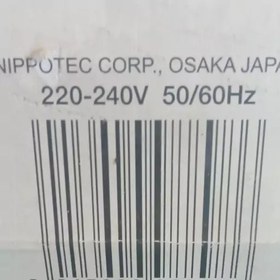 NIPPOTEC CORP., OSAKA JAPA
220-240V 50/60Hz